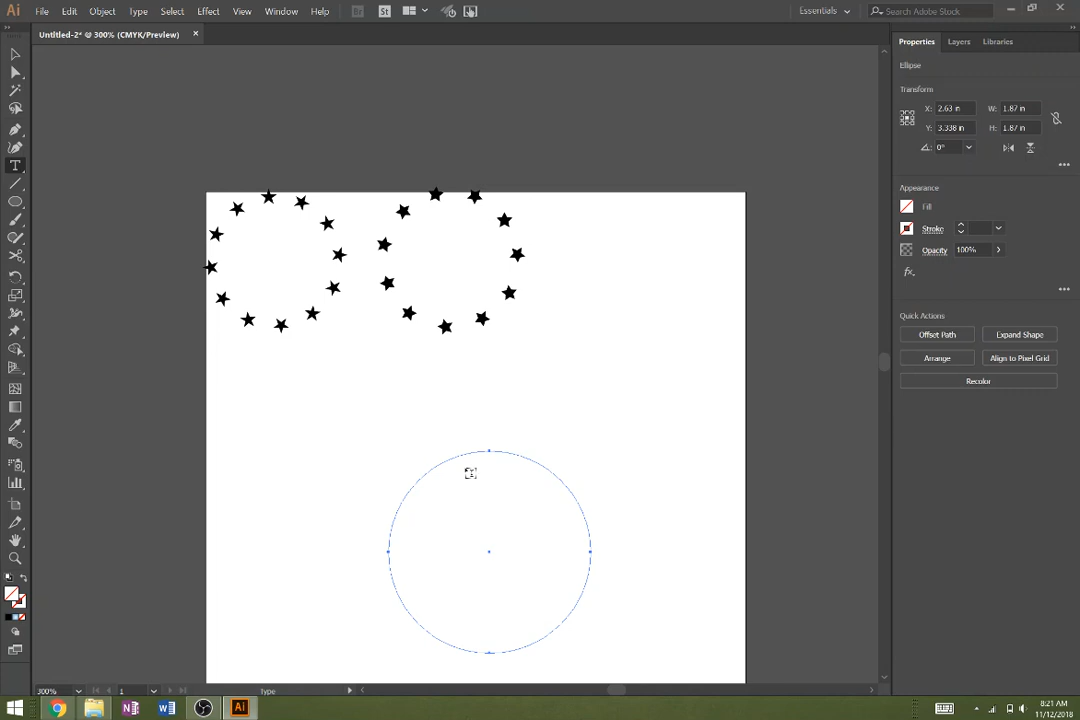 Ai File Edit Object Type Select Effect View Window Help Br St Essentials Search Adobe Stock
Untitled-2* @ 300% (CMYK/Preview) ×
Properties Layers Libraries
Ellipse
Transform
X: 2.63 in W: 1.87 in
Y: 3.338 in H: 1.87 in
0°
Appearance
Fill
Stroke
Opacity 100%
fx
Quick Actions
Offset Path Expand Shape
Arrange Align to Pixel Grid
Recolor
300% 1 Type
8:21 AM
11/12/2018